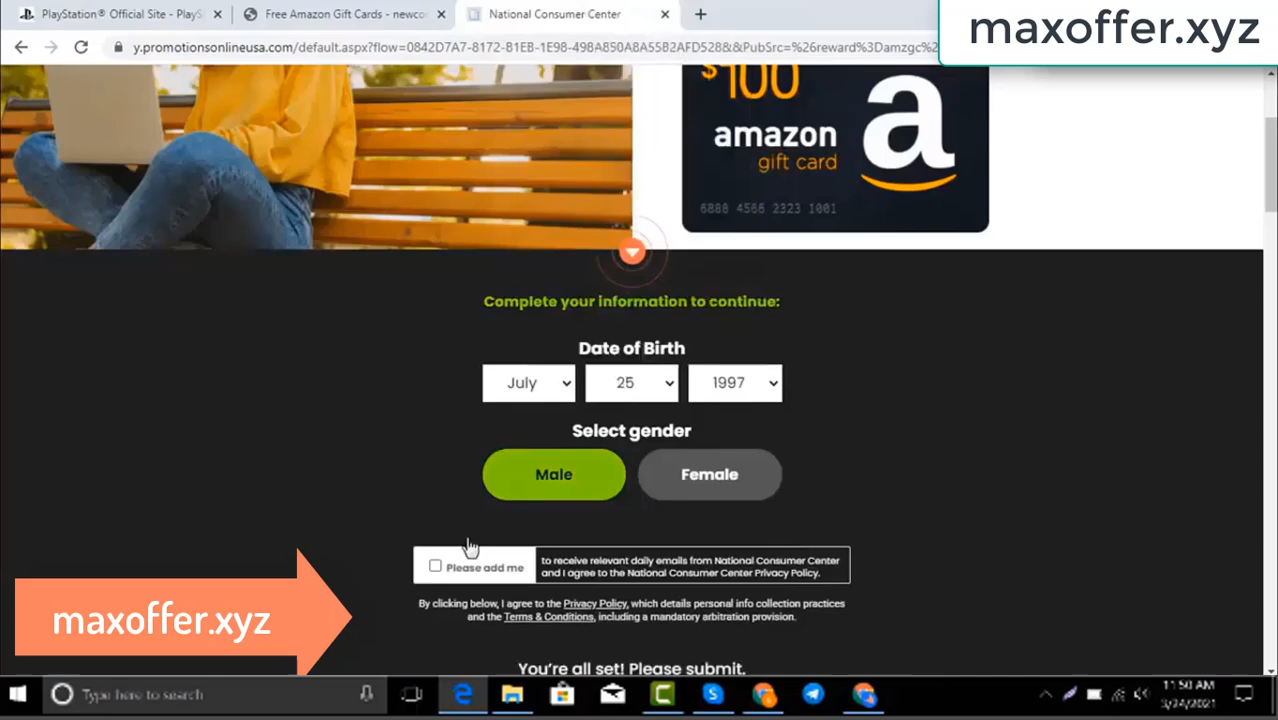 PlayStation® Official Site - PlayS
Free Amazon Gift Cards - newco
National Consumer Center
maxoffer.xyz
y.promotionsonlineusa.com/default.aspx?flow=0842D7A7-8172-B1EB-1E98-498A850A8A55B2AFD528&&PubSrc=%26reward%3Damzgc%
$100
amazon
gift card
6888 4566 2323 1001
Complete your information to continue:
Date of Birth
July
25
1997
Select gender
Male
Female
Please add me
to receive relevant daily emails from National Consumer Center
and I agree to the National Consumer Center Privacy Policy.
By clicking below, I agree to the Privacy Policy, which details personal info collection practices
and the Terms & Conditions, including a mandatory arbitration provision.
maxoffer.xyz
You're all set! Please submit.
Type here to search
11:50 AM
3/24/2021